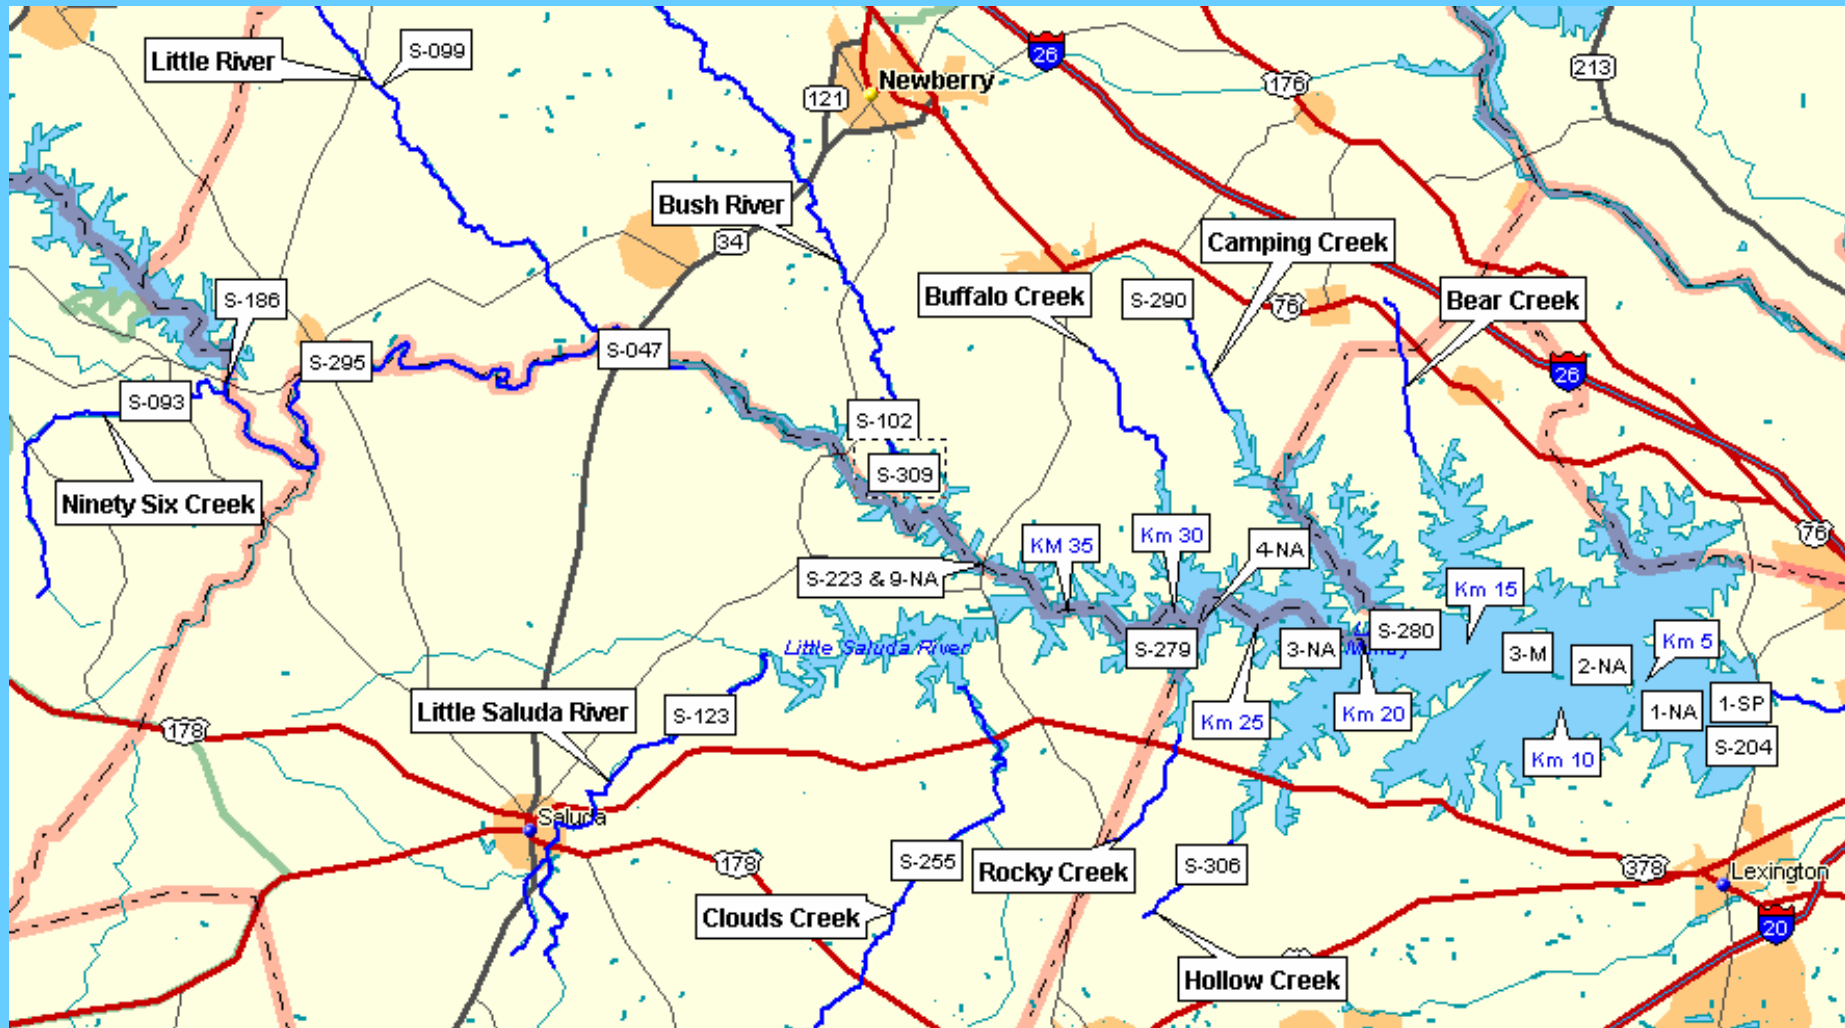 Little River
S-099
26
176
213
Newberry
121
Bush River
34
Camping Creek
Buffalo Creek
S-290
76
Bear Creek
S-186
S-295
S-047
26
S-093
S-102
S-309
Ninety Six Creek
76
KM 35
Km 30
4-NA
S-223 & 9-NA
Km 15
Little Saluda River
S-279
3-NA
S-280
3-M
2-NA
Km 5
Little Saluda River
S-123
Km 25
Km 20
1-NA
1-SP
178
Km 10
S-204
Saluda
178
S-255
Rocky Creek
S-306
378
Lexington
Clouds Creek
20
Hollow Creek